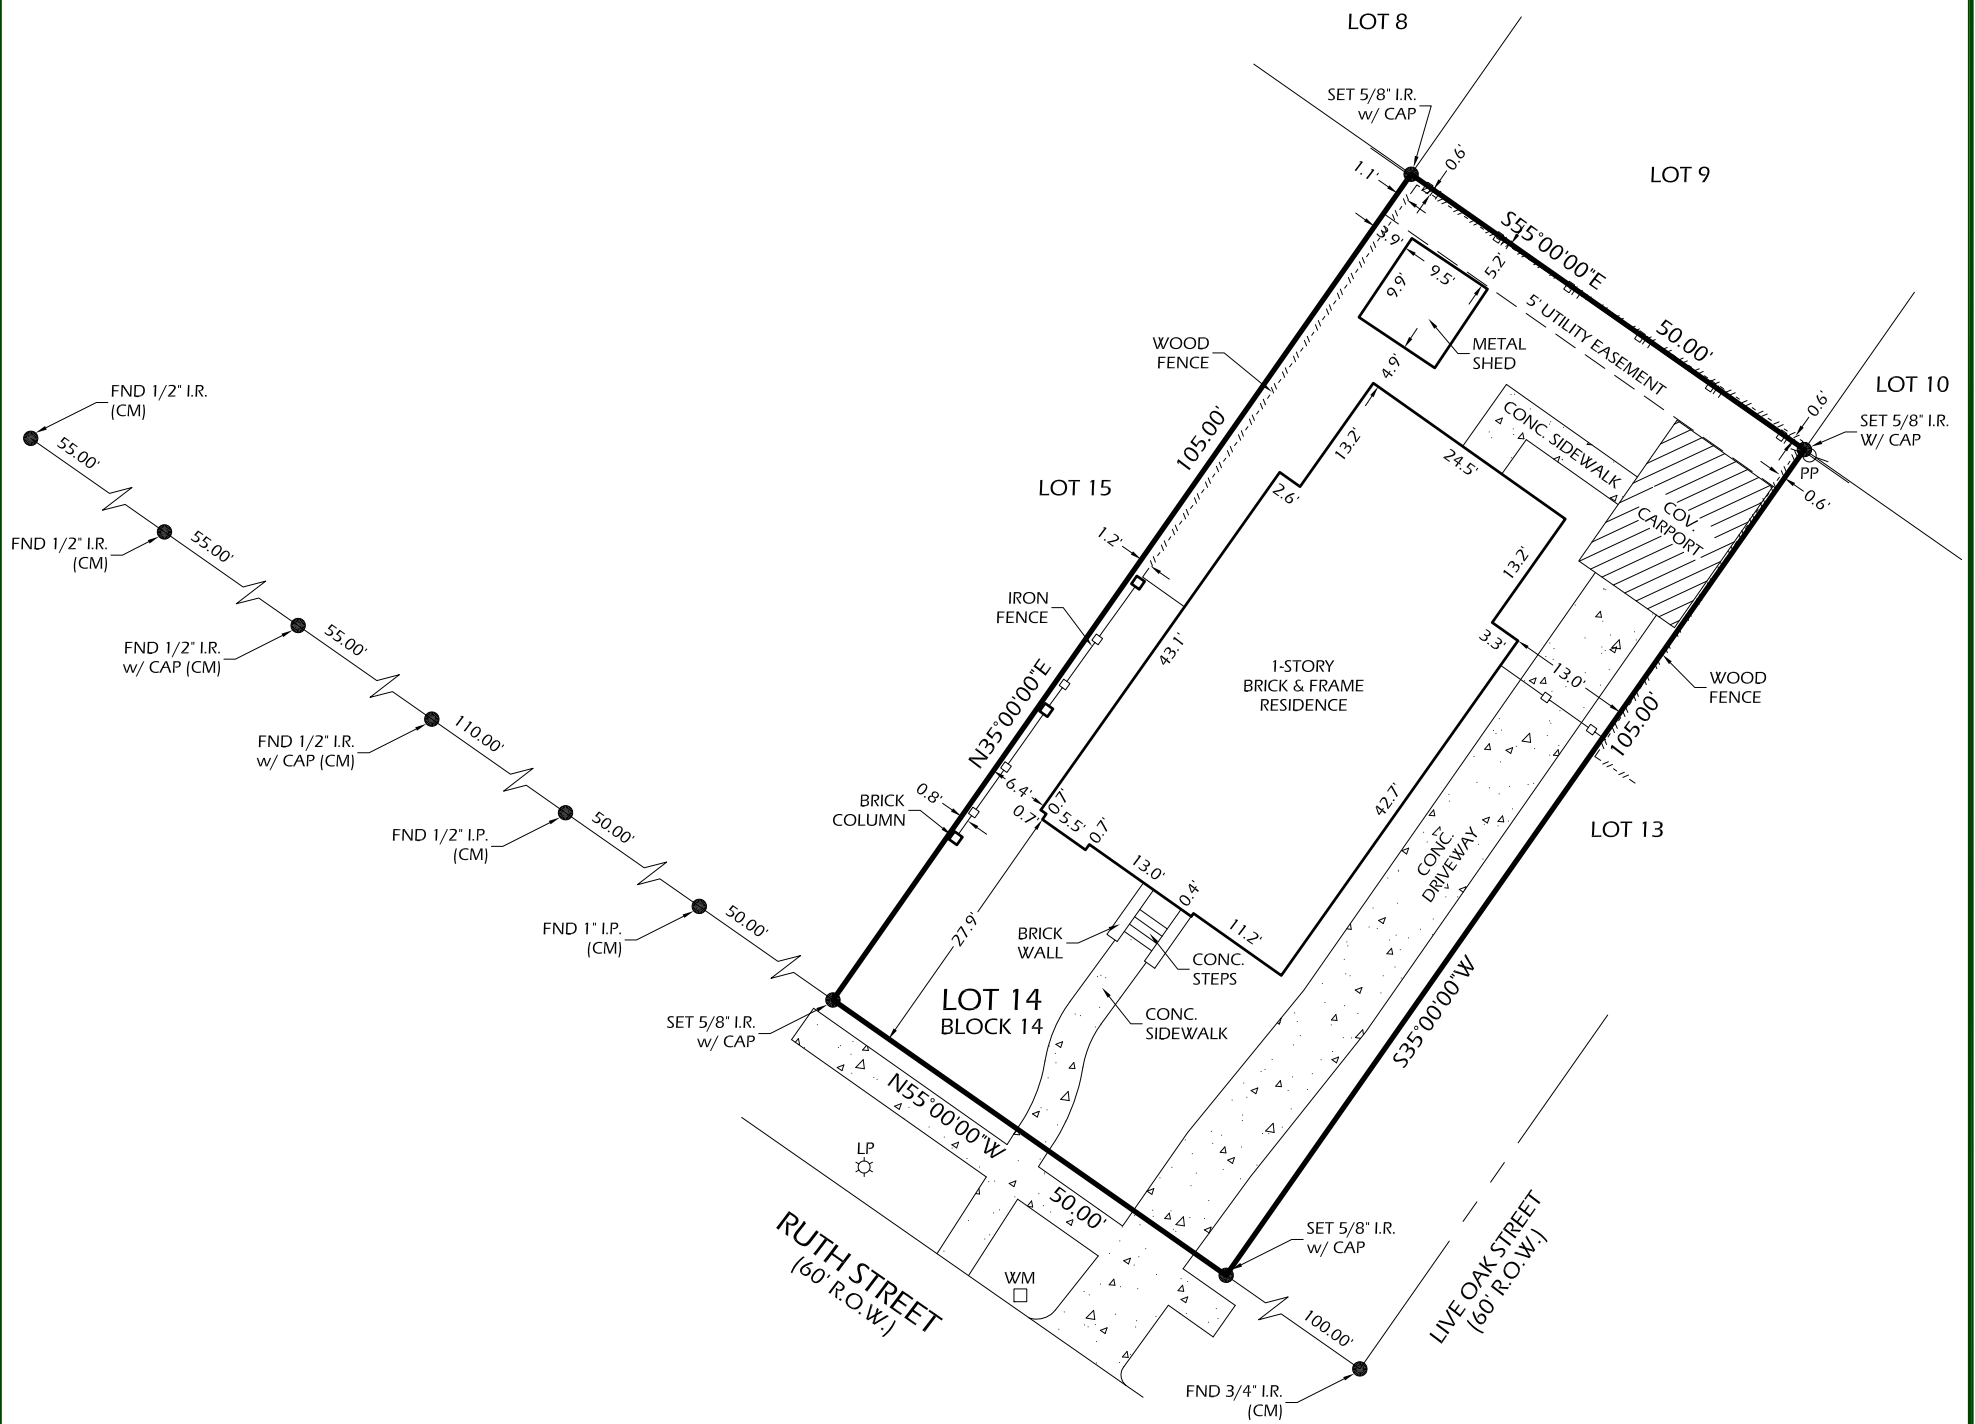 LOT 8
SET 5/8" I.R.
w/ CAP
0.6'
1.1'
LOT 9
S55°00'00"E
3.9'
9.5'
9.9'
5.2'
5' UTILITY EASEMENT
50.00'
METAL
SHED
WOOD
FENCE
4.9'
LOT 10
0.6'
SET 5/8" I.R.
W/ CAP
PP
0.6'
FND 1/2" I.R.
(CM)
55.00'
105.00'
13.2'
24.5'
CONC. SIDEWALK
COV.
CARPORT
LOT 15
2.6'
1.2'
13.2'
FND 1/2" I.R.
(CM)
55.00'
IRON
FENCE
43.1'
3.3'
13.0'
1-STORY
BRICK & FRAME
RESIDENCE
WOOD
FENCE
105.00'
FND 1/2" I.R.
w/ CAP (CM)
55.00'
N35°00'00"E
FND 1/2" I.R.
w/ CAP (CM)
110.00'
6.4'
0.8'
BRICK
COLUMN
0.7'
0.7'
5.5'
0.7'
42.7'
LOT 13
CONC.
DRIVEWAY
FND 1/2" I.P.
(CM)
50.00'
13.0'
0.4'
11.2'
27.9'
BRICK
WALL
CONC.
STEPS
FND 1" I.P.
(CM)
50.00'
LOT 14
BLOCK 14
CONC.
SIDEWALK
S35°00'00"W
SET 5/8" I.R.
w/ CAP
N55°00'00"W
50.00'
LP
RUTH STREET
(60' R.O.W.)
WM
SET 5/8" I.R.
w/ CAP
LIVE OAK STREET
(60' R.O.W.)
100.00'
FND 3/4" I.R.
(CM)